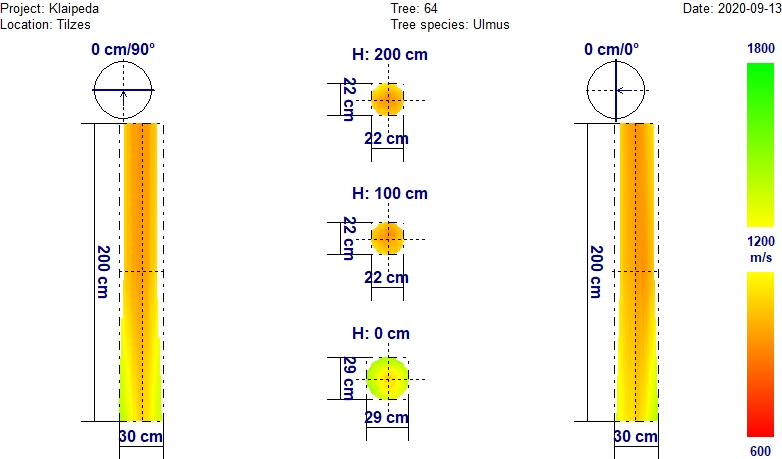 Project: Klaipeda
Tree: 64
Date: 2020-09-13
Location: Tilzes
Tree species: Ulmus
0 cm/90°
H: 200 cm
0 cm/0°
1800
22 cm
22 cm
H: 100 cm
200 cm
22 cm
22 cm
200 cm
1200
m/s
H: 0 cm
29 cm
29 cm
30 cm
30 cm
600